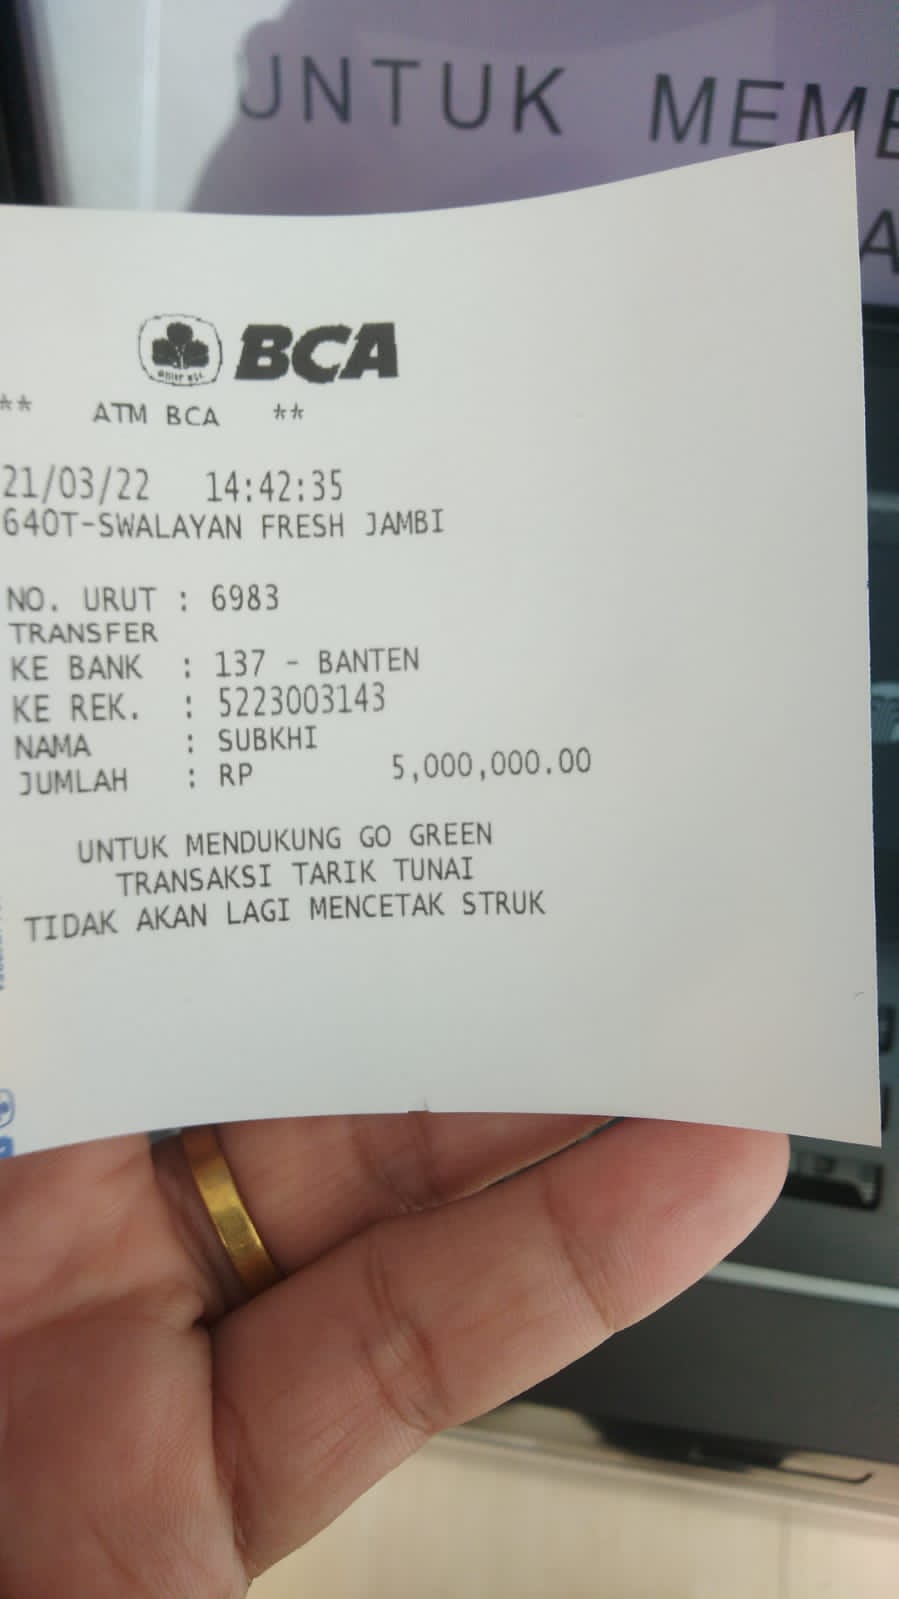 UNTUK MEMB
A
BCA
** ATM BCA **
21/03/22 14:42:35
640T-SWALAYAN FRESH JAMBI
NO. URUT : 6983
TRANSFER
KE BANK : 137 - BANTEN
KE REK. : 5223003143
NAMA : SUBKHI
JUMLAH : RP 5,000,000.00
UNTUK MENDUKUNG GO GREEN
TRANSAKSI TARIK TUNAI
TIDAK AKAN LAGI MENCETAK STRUK